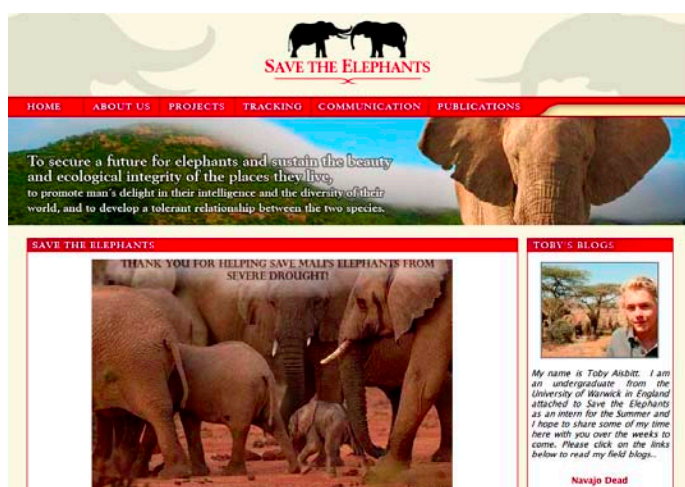 SAVE THE ELEPHANTS
HOME ABOUT US PROJECTS TRACKING COMMUNICATION PUBLICATIONS
To secure a future for elephants and sustain the beauty
and ecological integrity of the places they live,
to promote man's delight in their intelligence and the diversity of their
world, and to develop a tolerant relationship between the two species.
SAVE THE ELEPHANTS
THANK YOU FOR HELPING SAVE MALI'S ELEPHANTS FROM
SEVERE DROUGHT!
TOBY'S BLOGS
My name is Toby Aisbitt. I am
an undergraduate from the
University of Warwick in England
attached to Save the Elephants
as an intern for the Summer and
I hope to share some of my time
here with you over the weeks to
come. Please click on the links
below to read my field blogs...
Navajo Dead